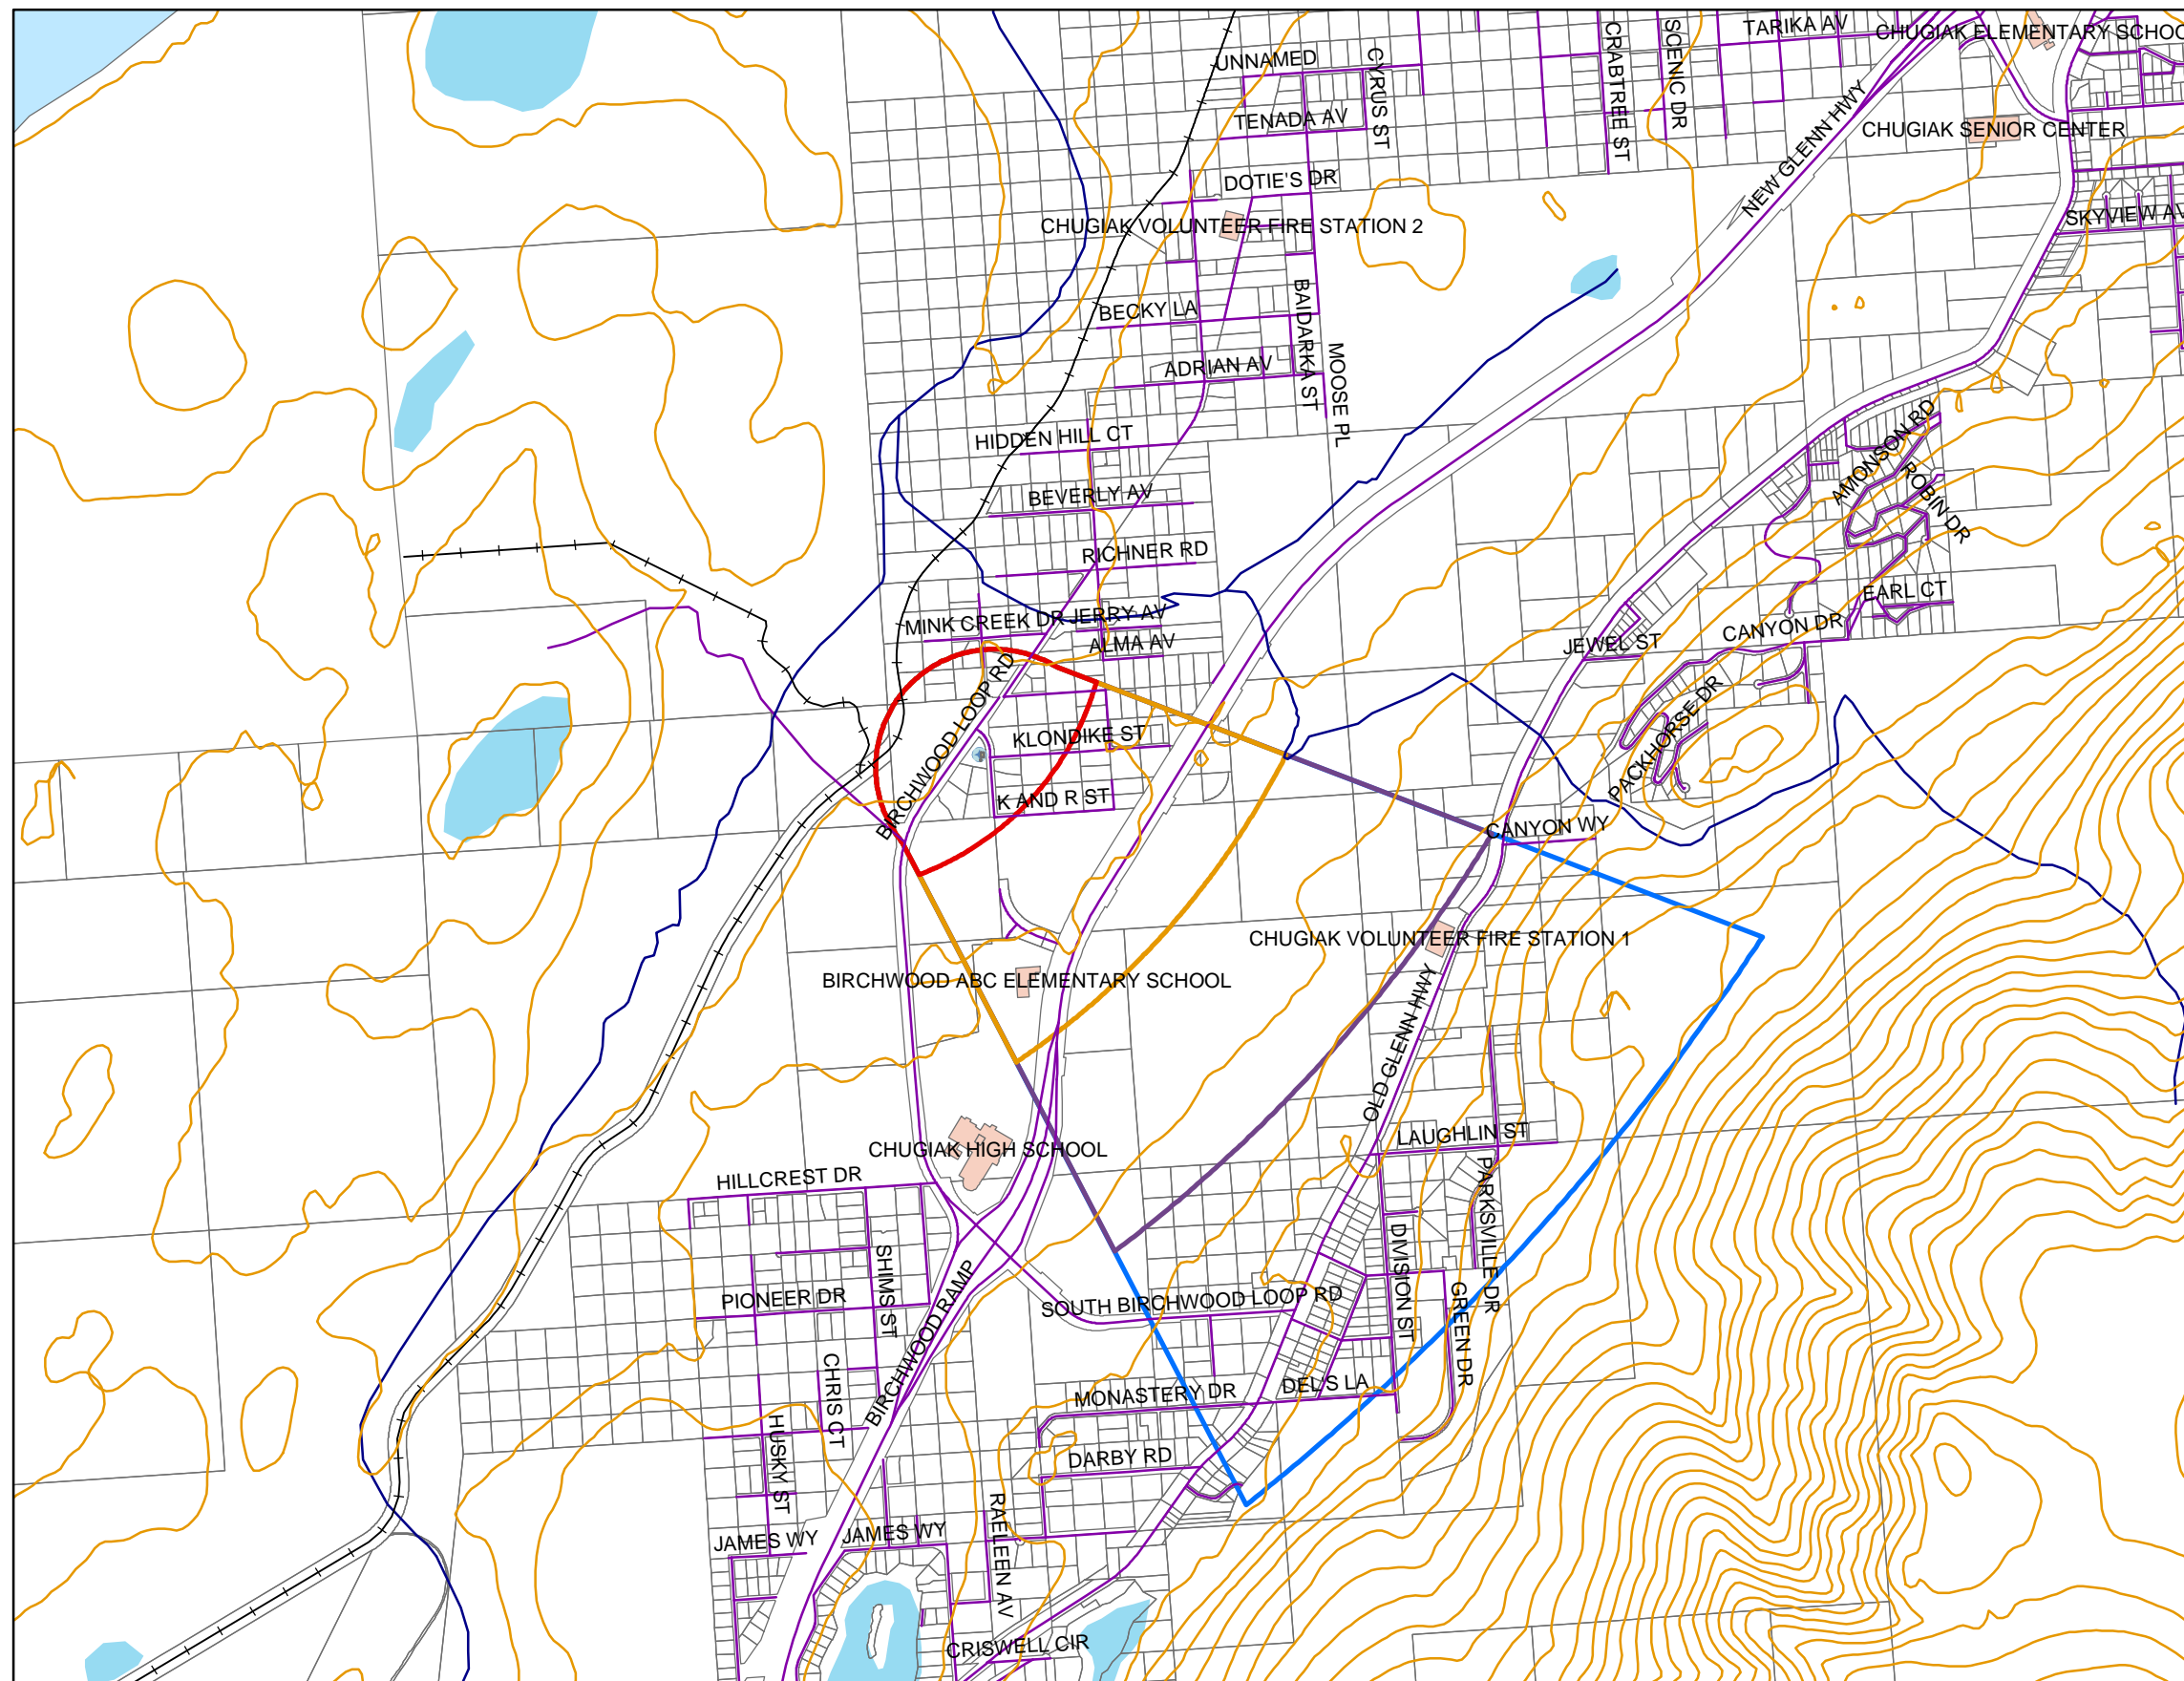 TARIKA AV
CHUGIAK ELEMENTARY SCHOO
UNNAMED
CYRUS ST
CRABTREE ST
SCENIC DR
TENADA AV
NEW GLENN HWY
CHUGIAK SENIOR CENTER
DOTIE'S DR
CHUGIAK VOLUNTEER FIRE STATION 2
SKYVIEW AV
BECKY LA
BAIDARKA ST
MOOSE PL
ADRIAN AV
HIDDEN HILL CT
AMONSON RD
ROBIN DR
BEVERLY AV
RICHNER RD
EARL CT
MINK CREEK DR
JERRY AV
ALMA AV
JEWEL ST
CANYON DR
BIRCHWOOD LOOP RD
PACKHORSE DR
KLONDIKE ST
K AND R ST
CANYON WY
CHUGIAK VOLUNTEER FIRE STATION 1
BIRCHWOOD ABC ELEMENTARY SCHOOL
OLD GLENN HWY
CHUGIAK HIGH SCHOOL
LAUGHLIN ST
HILLCREST DR
PARKSVILLE DR
SHIMS ST
DIVISION ST
PIONEER DR
SOUTH BIRCHWOOD LOOP RD
GREEN DR
BIRCHWOOD RAMP
CHRIS CT
MONASTERY DR
DEL'S LA
HUSKY ST
DARBY RD
RAELEEN AV
JAMES WY
JAMES WY
CRISWELL CIR